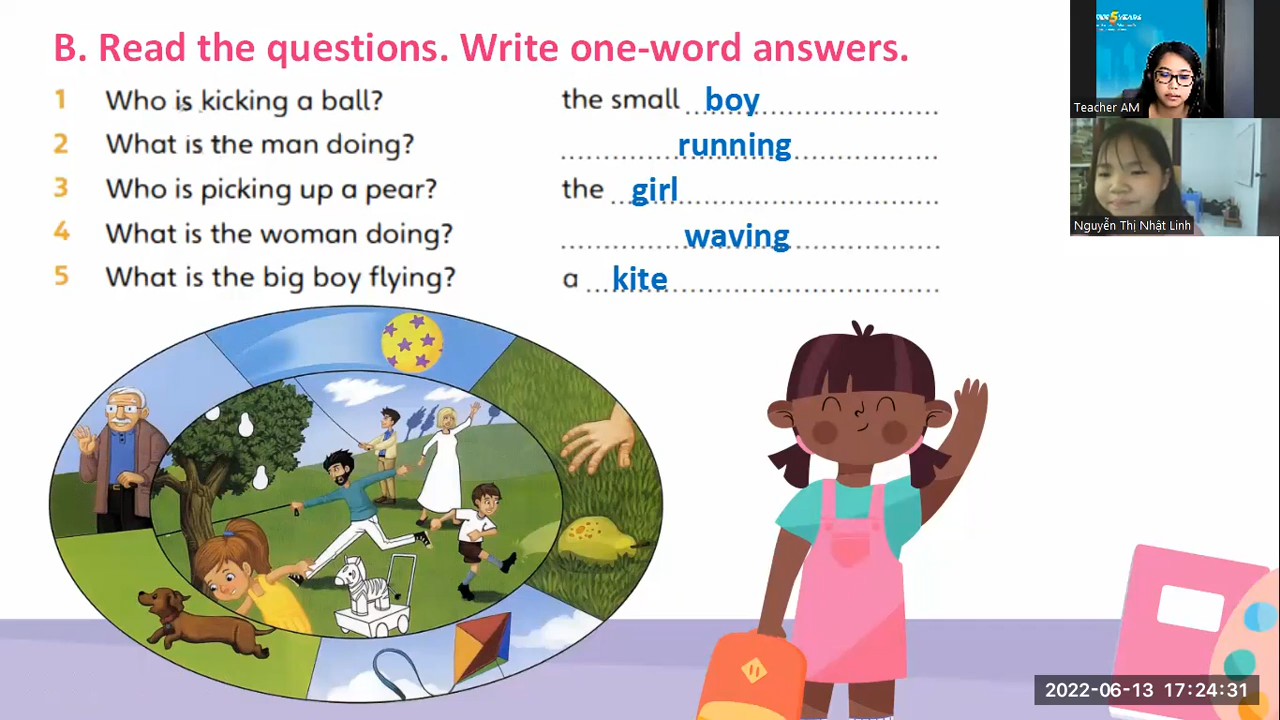 B. Read the questions. Write one-word answers.
1 Who is kicking a ball? the small boy
2 What is the man doing? running
3 Who is picking up a pear? the girl
4 What is the woman doing? waving
5 What is the big boy flying? a kite
5 YEARS
Teacher AM
Nguyễn Thị Nhật Linh
2022-06-13 17:24:31